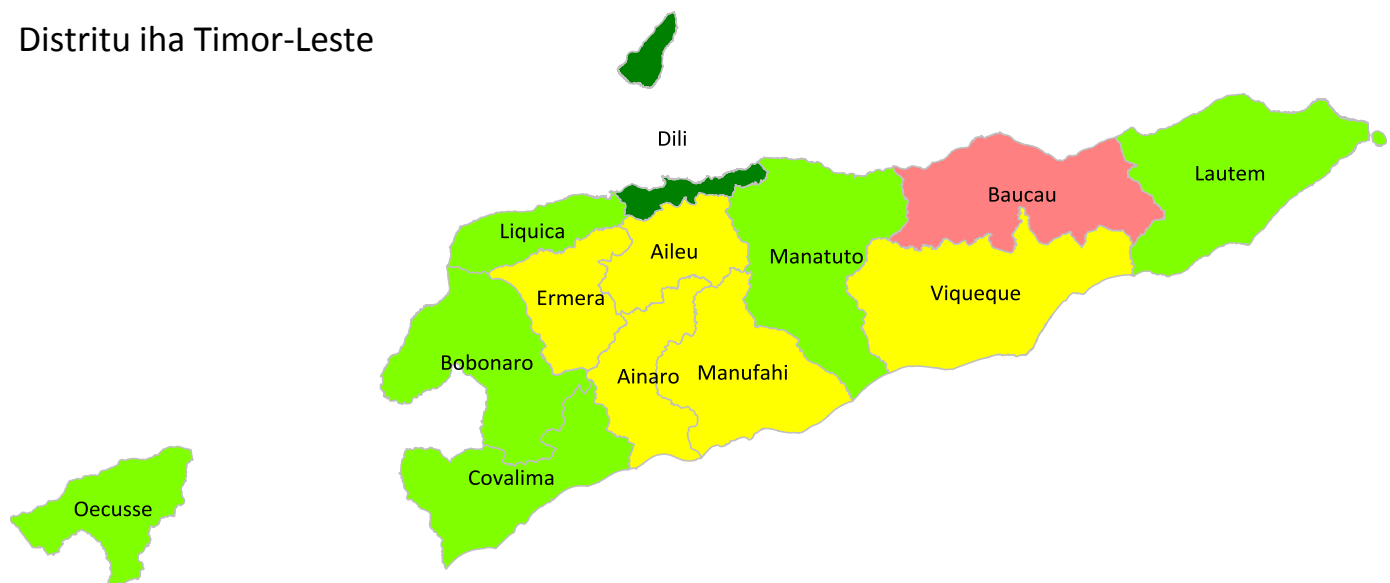 Distritu iha Timor-Leste
Dili
Baucau
Lautem
Liquica
Aileu
Manatuto
Ermera
Viqueque
Bobonaro
Ainaro
Manufahi
Covalima
Oecusse